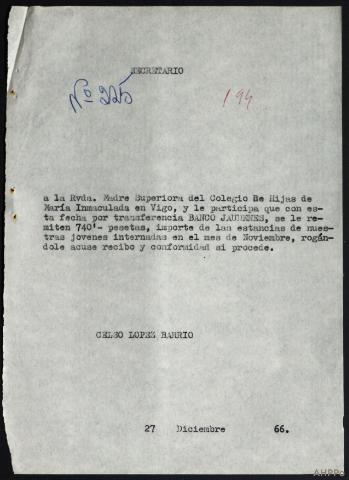 SECRETARIO
Nº 225
194
a la Rvda. Madre Superiora del Colegio De Hijas de
María Inmaculada en Vigo, y le participa que con es-
ta fecha por transferencia BANCO JAUDENES, se le re-
miten 740'- pesetas, importe de las estancias de nues-
tras jovenes internadas en el mes de Noviembre, rogán-
dole acuse recibo y conformidad si procede.
CELSO LOPEZ BARRIO
27 Diciembre 66.
AHPPo